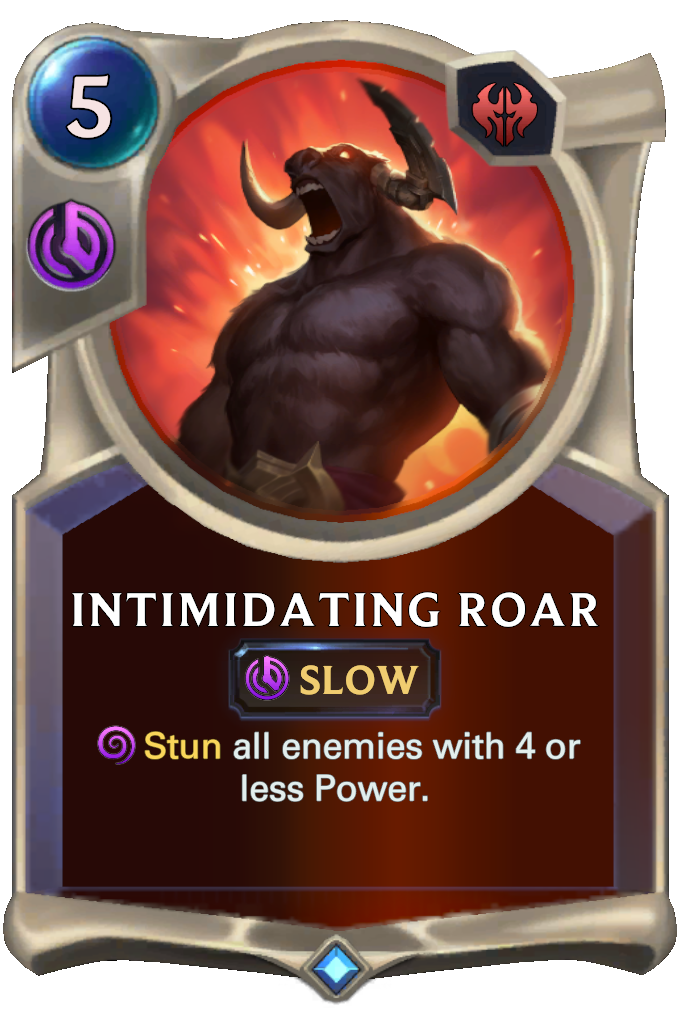 5
INTIMIDATING ROAR
SLOW
Stun all enemies with 4 or
less Power.